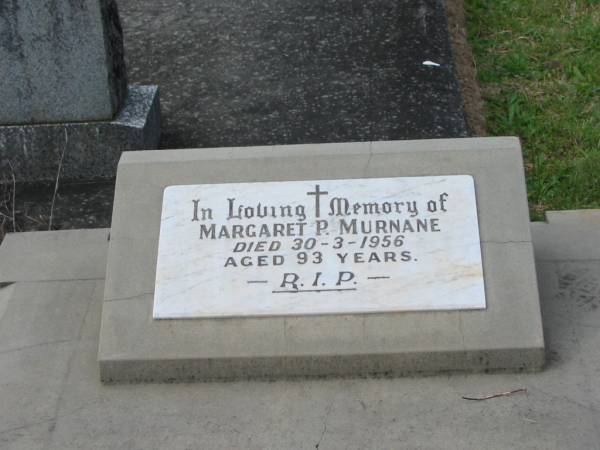 In Loving † Memory of
MARGARET P. MURNANE
DIED 30-3-1956
AGED 93 YEARS.
— R.I.P. —